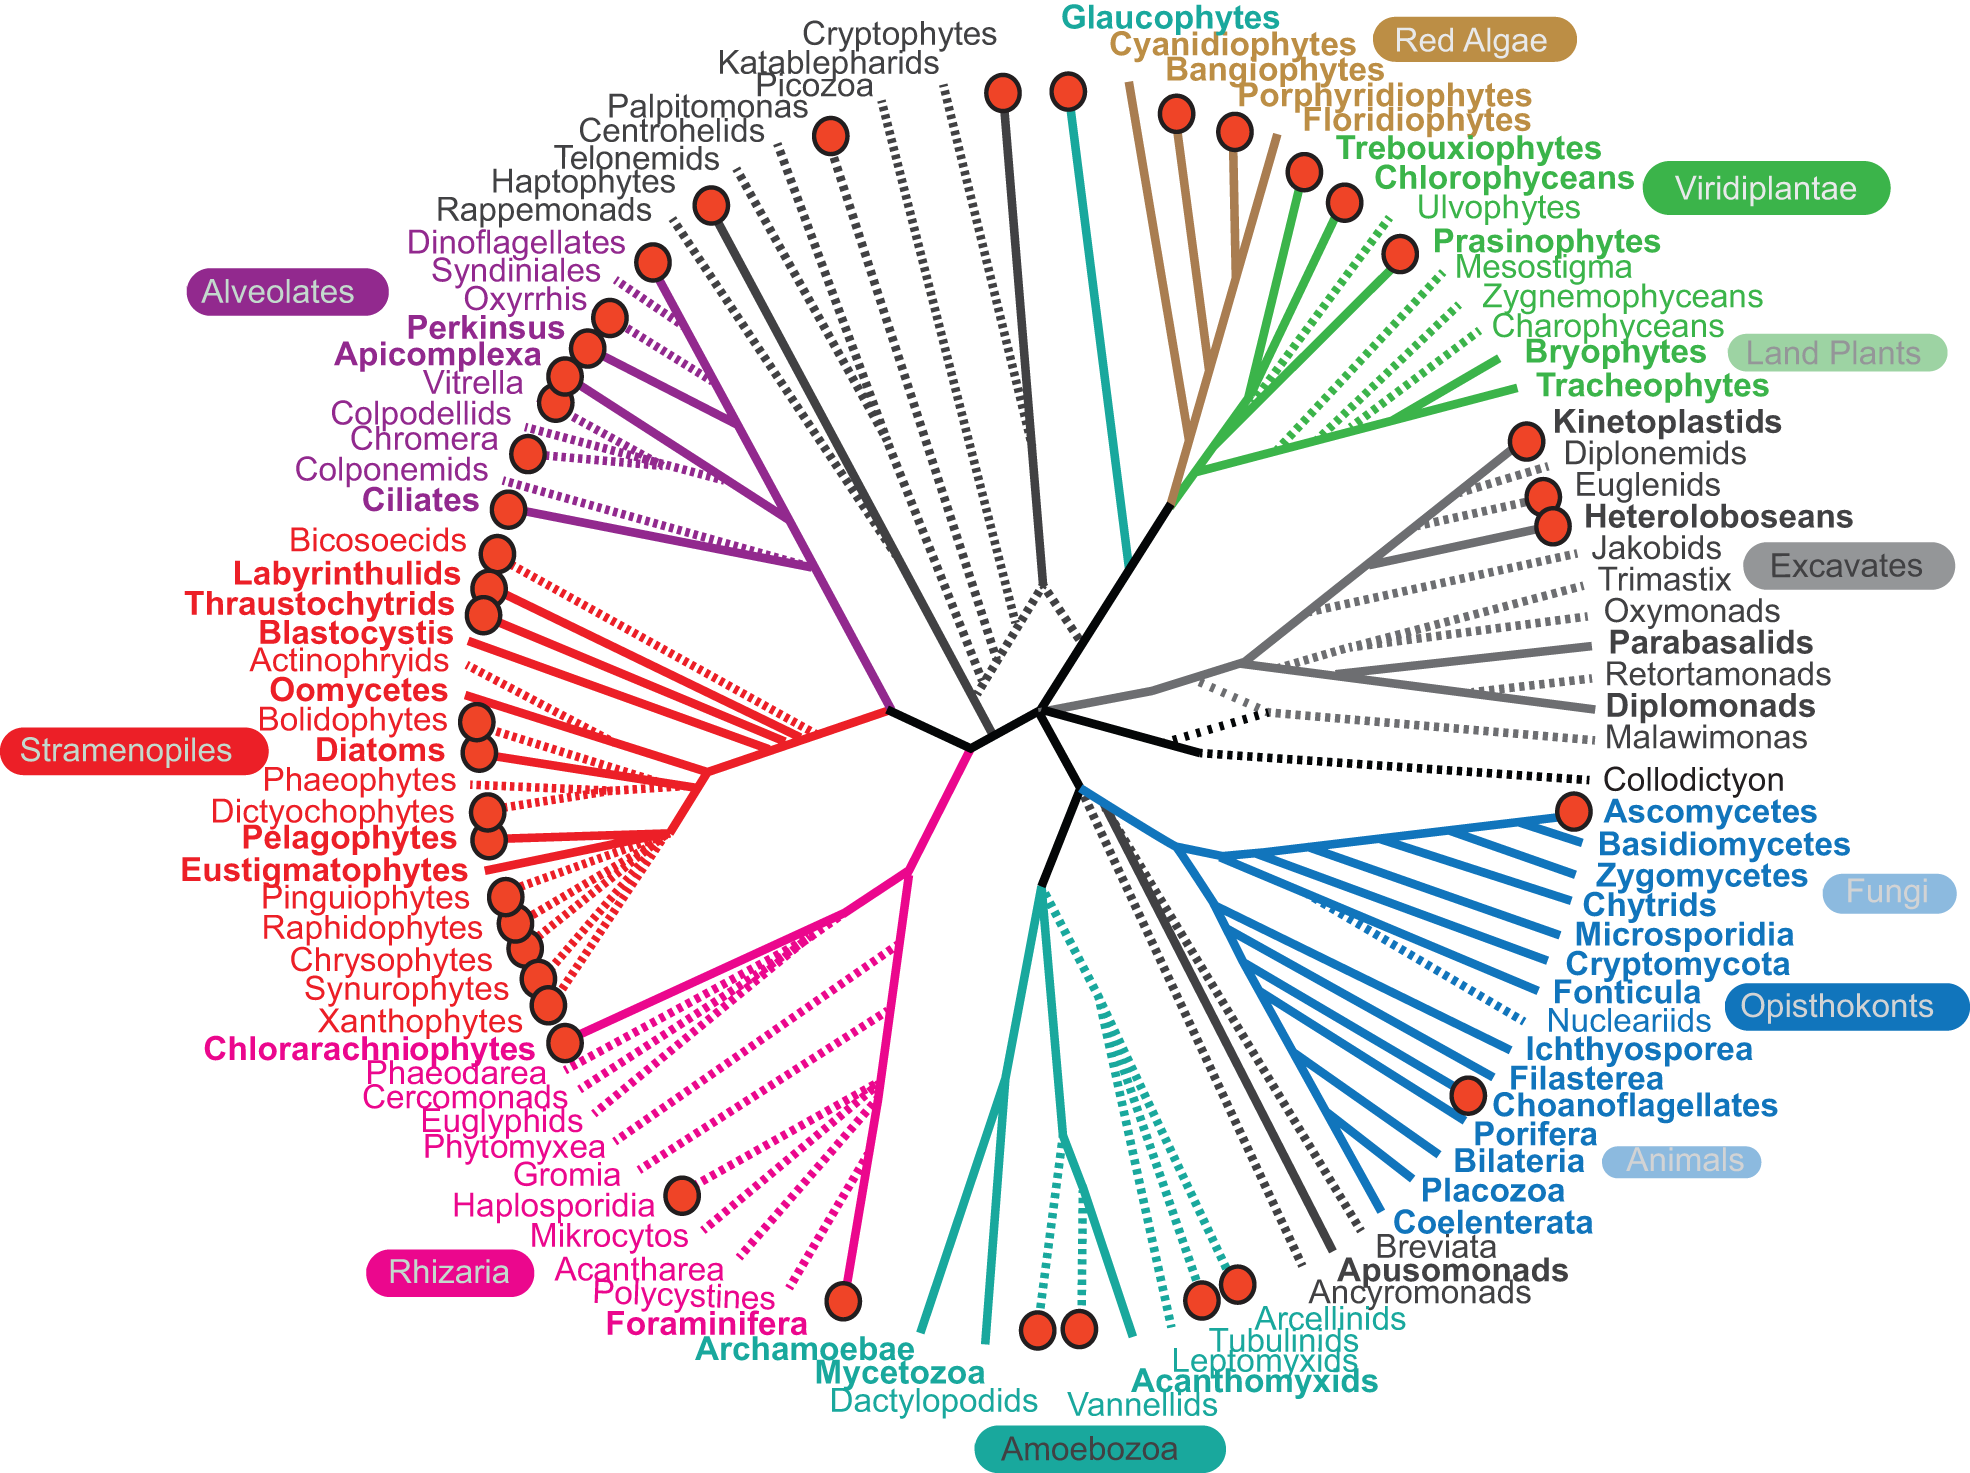 Cryptophytes
Katablepharids
Picozoa
Palpitomonas
Centrohelids
Telonemids
Haptophytes
Rappemonads
Dinoflagellates
Syndiniales
Oxyrrhis
Alveolates
Perkinsus
Apicomplexa
Vitrella
Colpodellids
Chromera
Colponemids
Ciliates
Bicosoecids
Labyrinthulids
Thraustochytrids
Blastocystis
Actinophryids
Oomycetes
Bolidophytes
Stramenopiles
Diatoms
Phaeophytes
Dictyochophytes
Pelagophytes
Eustigmatophytes
Pinguiophytes
Raphidophytes
Chrysophytes
Synurophytes
Xanthophytes
Chlorarachniophytes
Phaeodarea
Cercomonads
Euglyphids
Phytomyxea
Gromia
Haplosporidia
Mikrocytos
Rhizaria
Acantharea
Polycystines
Foraminifera
Archamoebae
Mycetozoa
Dactylopodids
Glaucophytes
Cyanidiophytes
Red Algae
Bangiophytes
Porphyridiophytes
Floridiophytes
Trebouxiophytes
Chlorophyceans
Viridiplantae
Ulvophytes
Prasinophytes
Mesostigma
Zygnemophyceans
Charophyceans
Bryophytes
Land Plants
Tracheophytes
Kinetoplastids
Diplonemids
Euglenids
Heteroloboseans
Jakobids
Excavates
Trimastix
Oxymonads
Parabasalids
Retortamonads
Diplomonads
Malawimonas
Collodictyon
Ascomycetes
Basidiomycetes
Zygomycetes
Fungi
Chytrids
Microsporidia
Cryptomycota
Fonticula
Opisthokonts
Nucleariids
Ichthyosporea
Filasterea
Choanoflagellates
Porifera
Bilateria
Animals
Placozoa
Coelenterata
Breviata
Apusomonads
Ancyromonads
Arcellinids
Tubulinids
Leptomyxids
Acanthomyxids
Vannellids
Amoebozoa